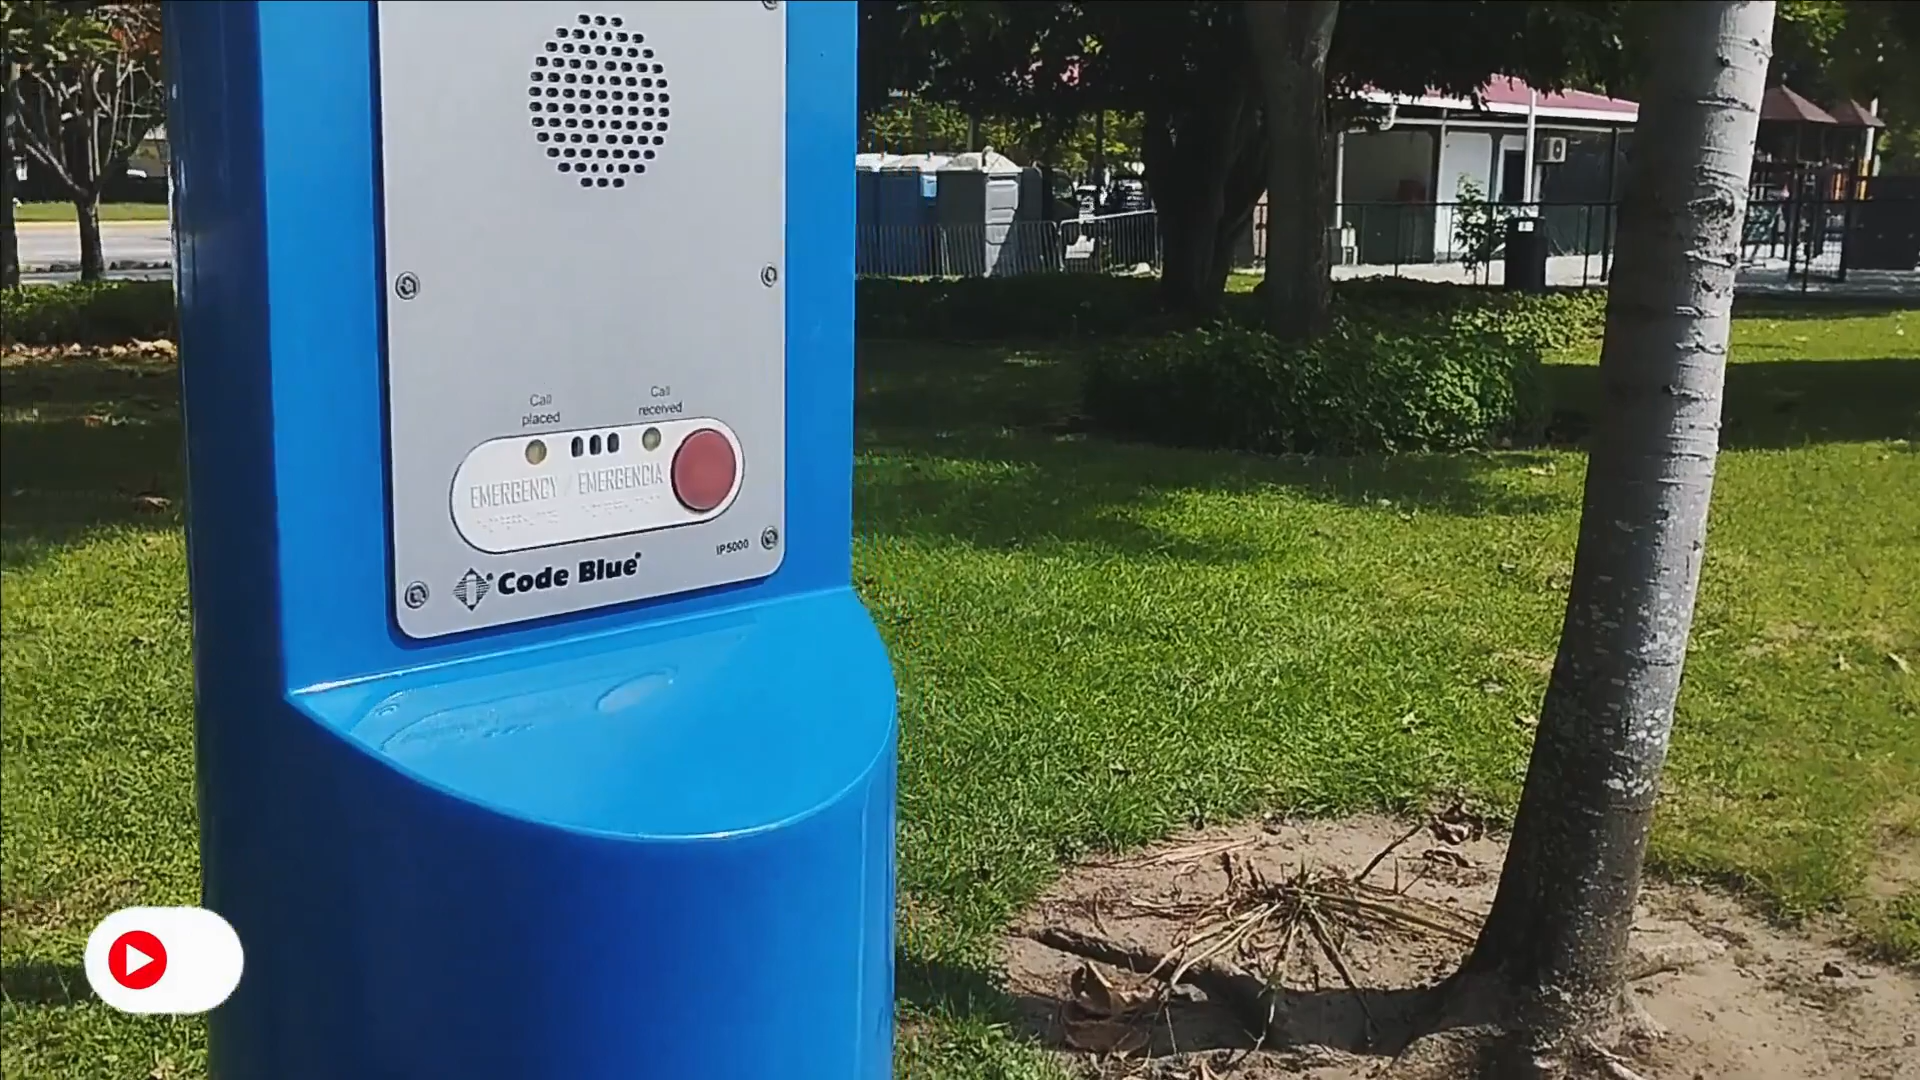 Call placed
Call received
EMERGENCY / EMERGENCIA
Code Blue®
IP5000